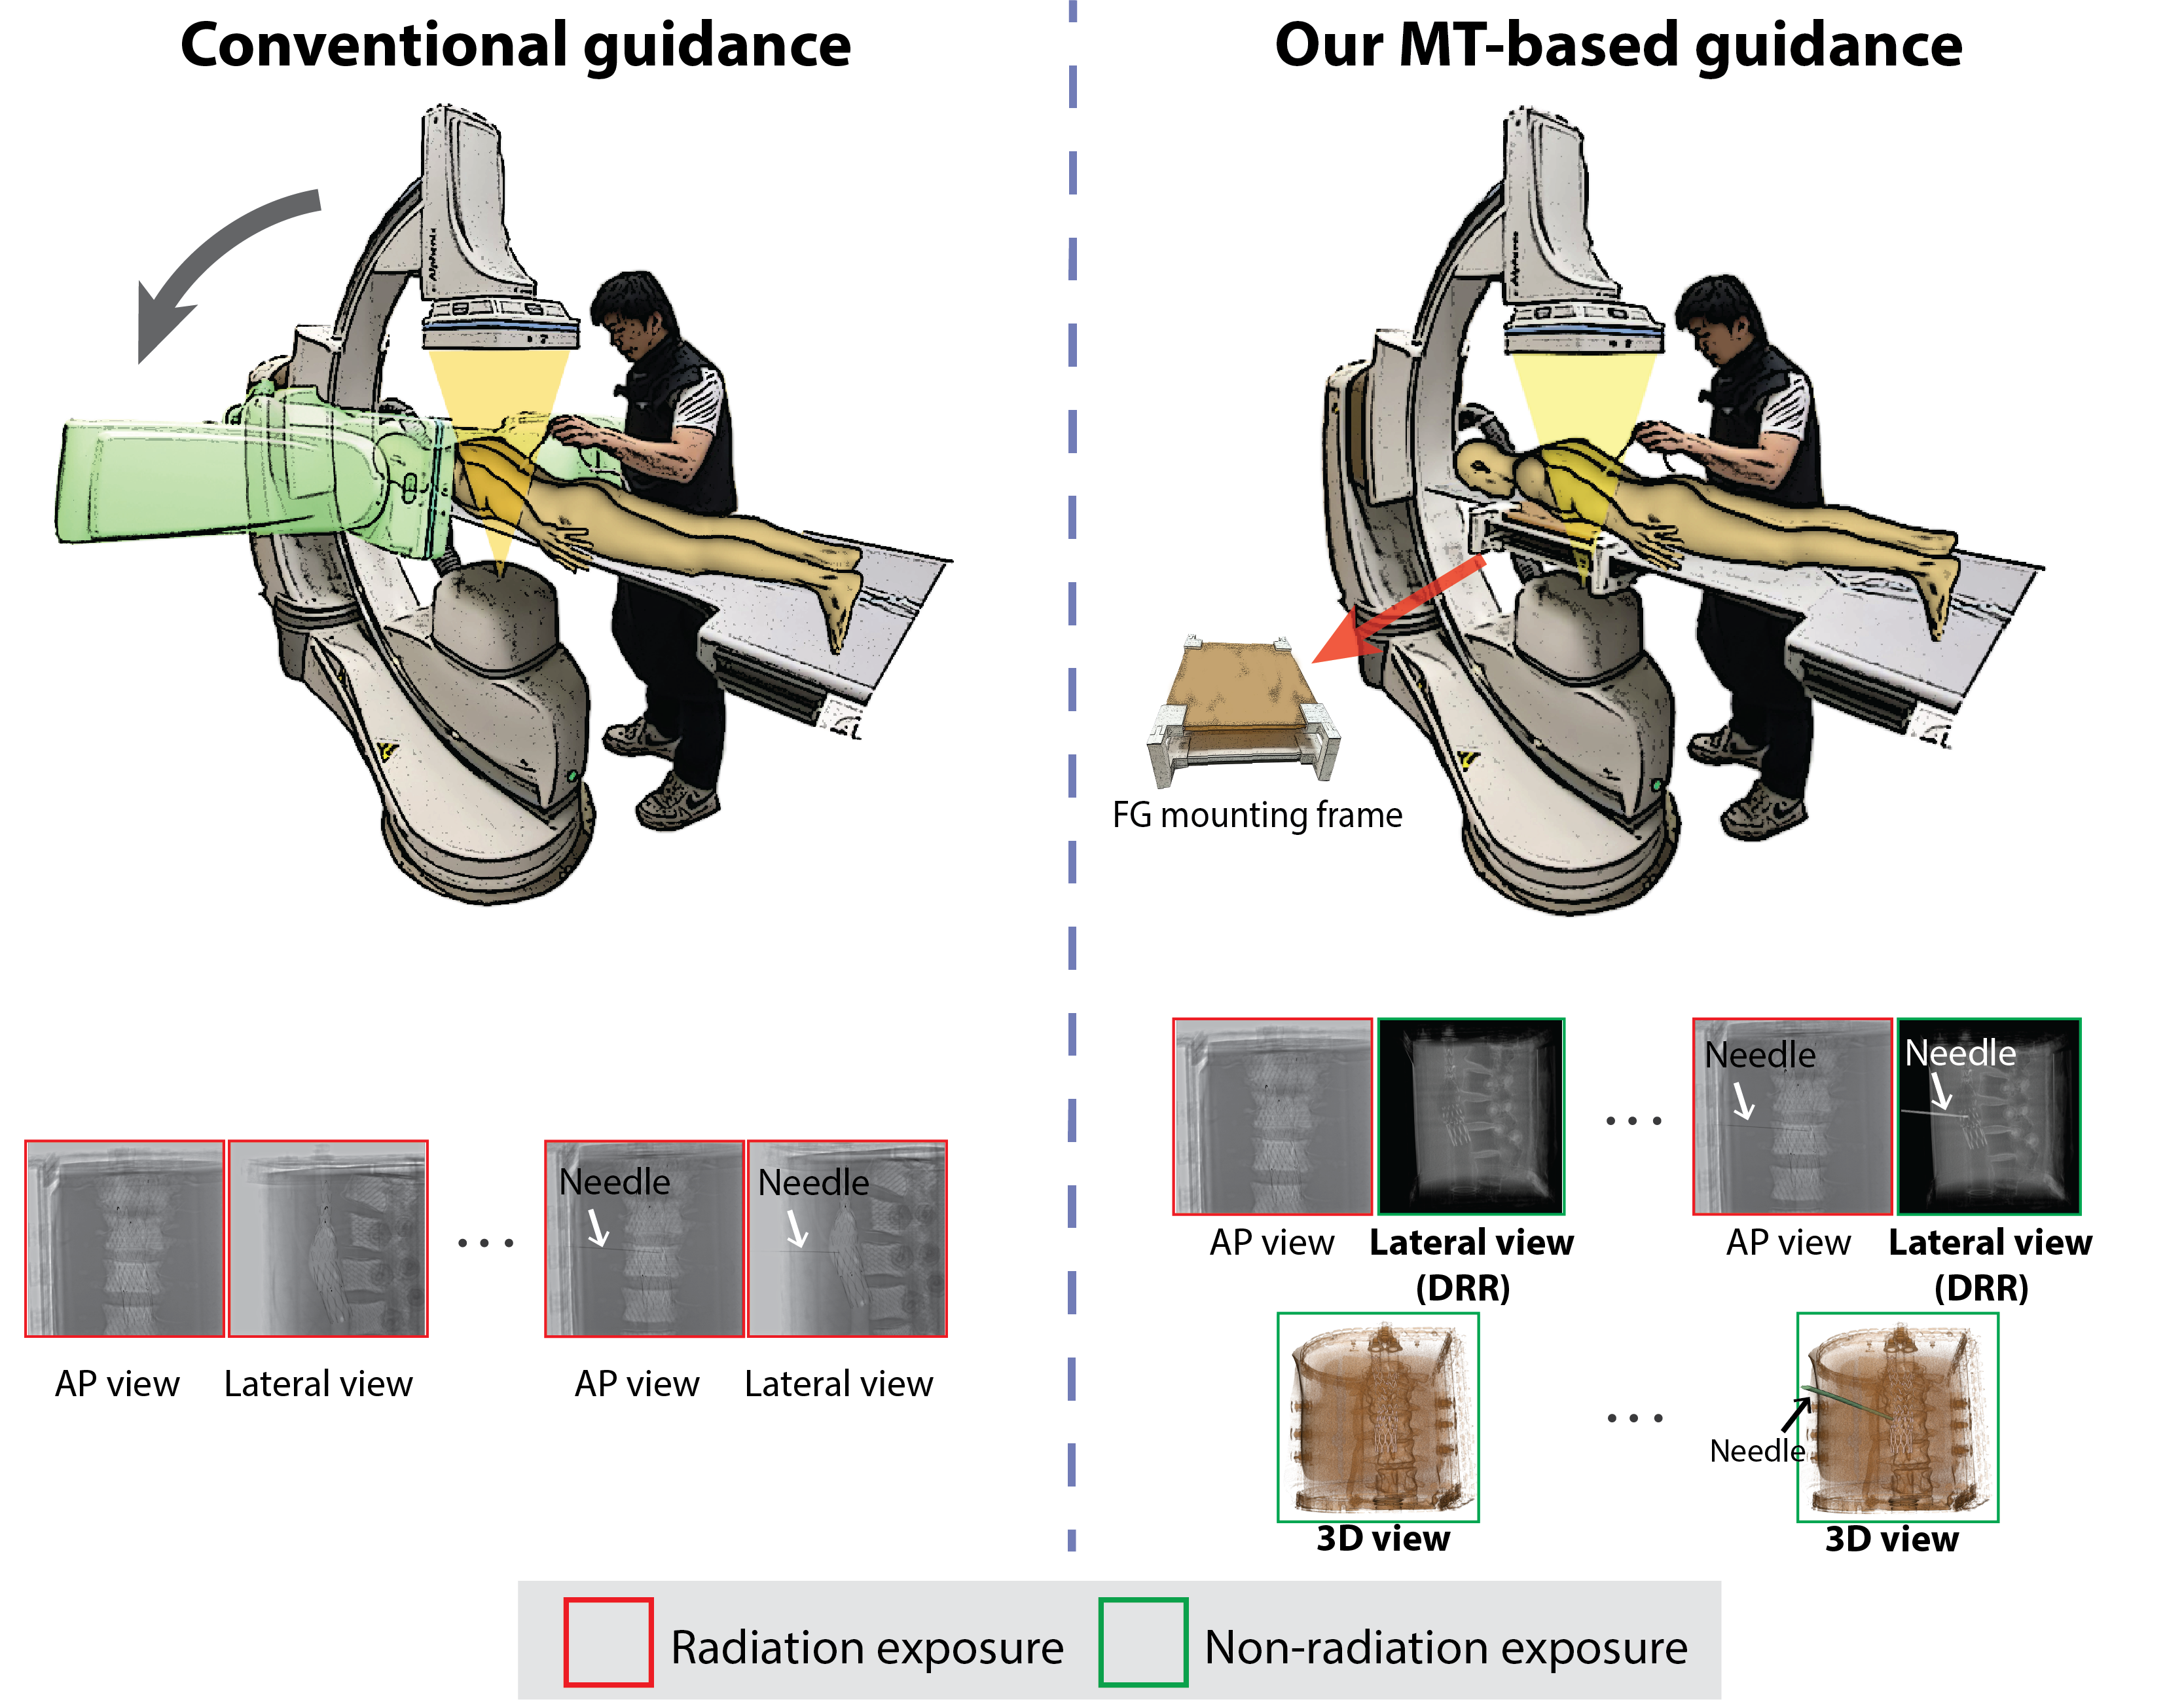 Conventional guidance
Our MT-based guidance
Alphenix
Alphenix
FG mounting frame
Needle
Needle
AP view
Lateral view
(DRR)
AP view
Lateral view
(DRR)
Needle
Needle
AP view
Lateral view
AP view
Lateral view
Needle
3D view
3D view
Radiation exposure
Non-radiation exposure